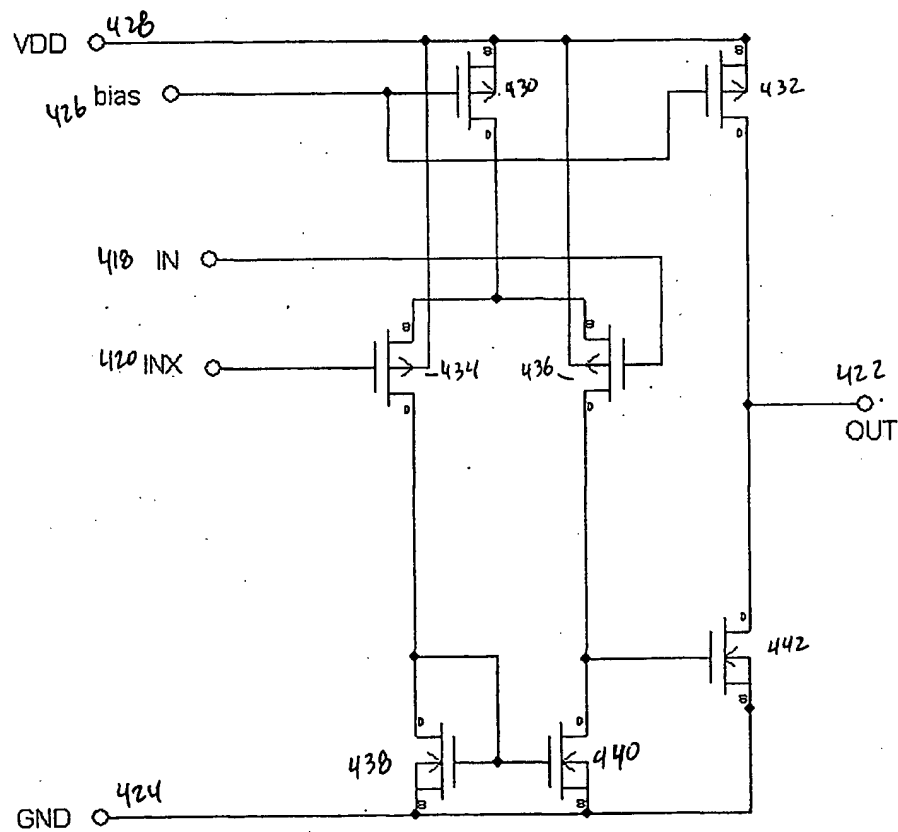 VDD 428
426 bias
430
432
418 IN
420 INX
434
436
422
OUT
442
438
440
GND 424
S
D
S
D
S
D
S
D
D
S
D
S
D
S